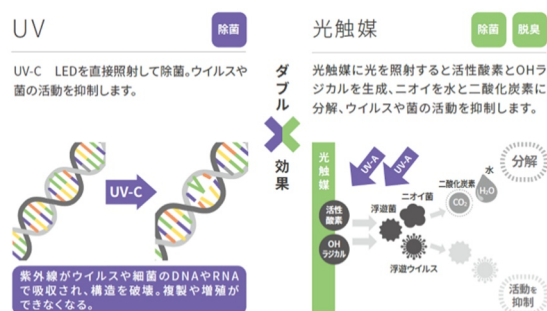 UV
除菌
UV-C LEDを直接照射して除菌。ウイルスや
菌の活動を抑制します。
UV-C
紫外線がウイルスや細菌のDNAやRNA
で吸収され、構造を破壊。複製や増殖が
できなくなる。
ダブル
効果
光触媒
除菌
脱臭
光触媒に光を照射すると活性酸素とOHラ
ジカルを生成、ニオイを水と二酸化炭素に
分解、ウイルスや菌の活動を抑制します。
光触媒
UV-A
UV-A
活性
酸素
OH
ラジカル
浮遊菌
ニオイ菌
浮遊ウイルス
二酸化炭素
CO₂
水
H₂O
分解
活動を
抑制